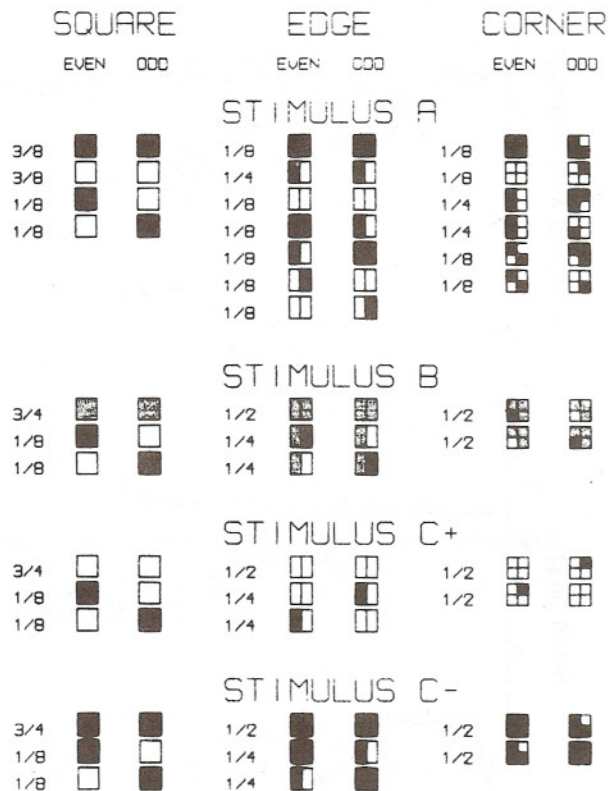 SQUARE EDGE CORNER
EVEN ODD EVEN ODD EVEN ODD
STIMULUS A
3/8 1/8 1/8
3/8 1/4 1/8
1/8 1/8 1/4
1/8 1/8 1/4
1/8 1/8
1/8 1/8
1/8
STIMULUS B
3/4 1/2 1/2
1/8 1/4 1/2
1/8 1/4
STIMULUS C+
3/4 1/2 1/2
1/8 1/4 1/2
1/8 1/4
STIMULUS C-
3/4 1/2 1/2
1/8 1/4 1/2
1/8 1/4